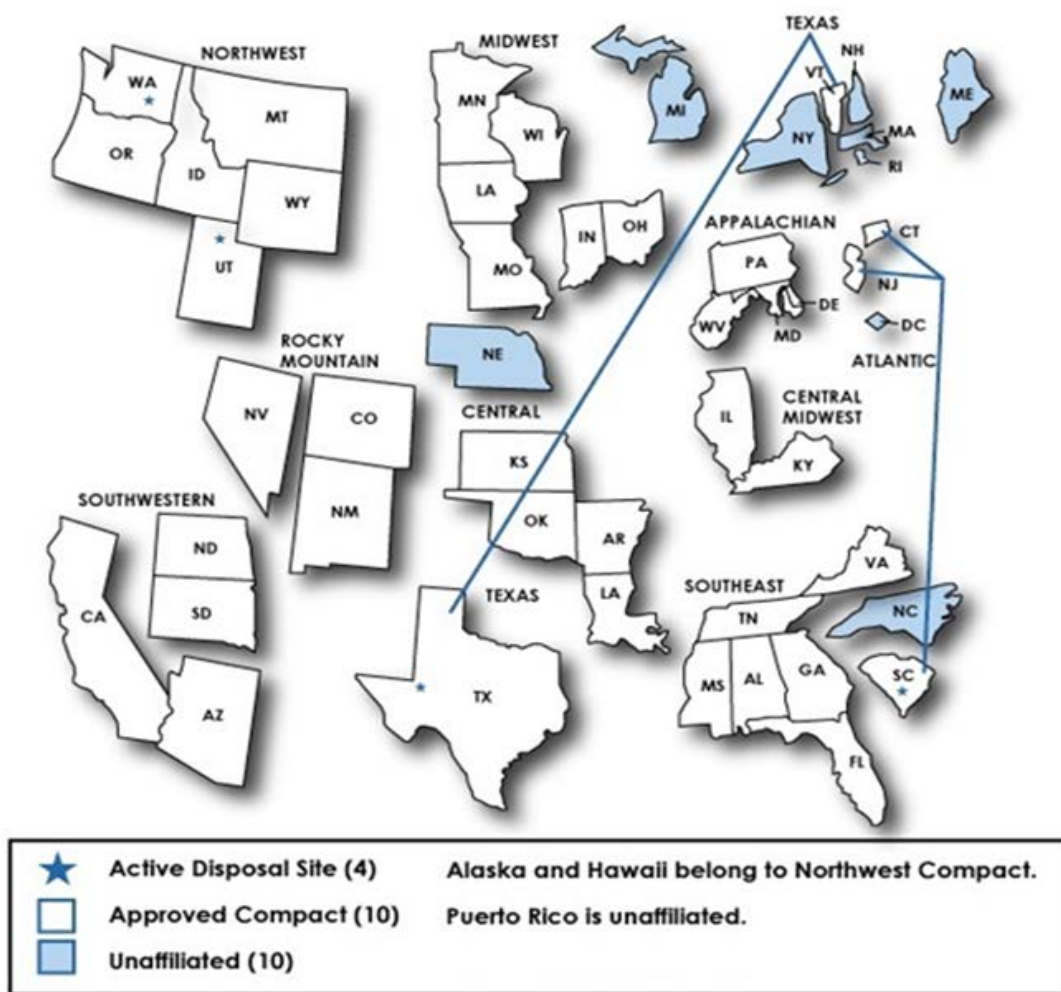 NORTHWEST
WA
MT
OR
ID
WY
UT
MIDWEST
MN
WI
LA
MO
IN
OH
MI
TEXAS
VT
NH
NY
MA
RI
ME
APPALACHIAN
PA
WV
MD
DE
CT
NJ
DC
ATLANTIC
NE
ROCKY
MOUNTAIN
NV
CO
NM
CENTRAL
KS
OK
AR
LA
CENTRAL
MIDWEST
IL
KY
SOUTHWESTERN
ND
SD
CA
AZ
TEXAS
TX
SOUTHEAST
VA
TN
NC
SC
MS
AL
GA
FL
Active Disposal Site (4)
Alaska and Hawaii belong to Northwest Compact.
Approved Compact (10)
Puerto Rico is unaffiliated.
Unaffiliated (10)